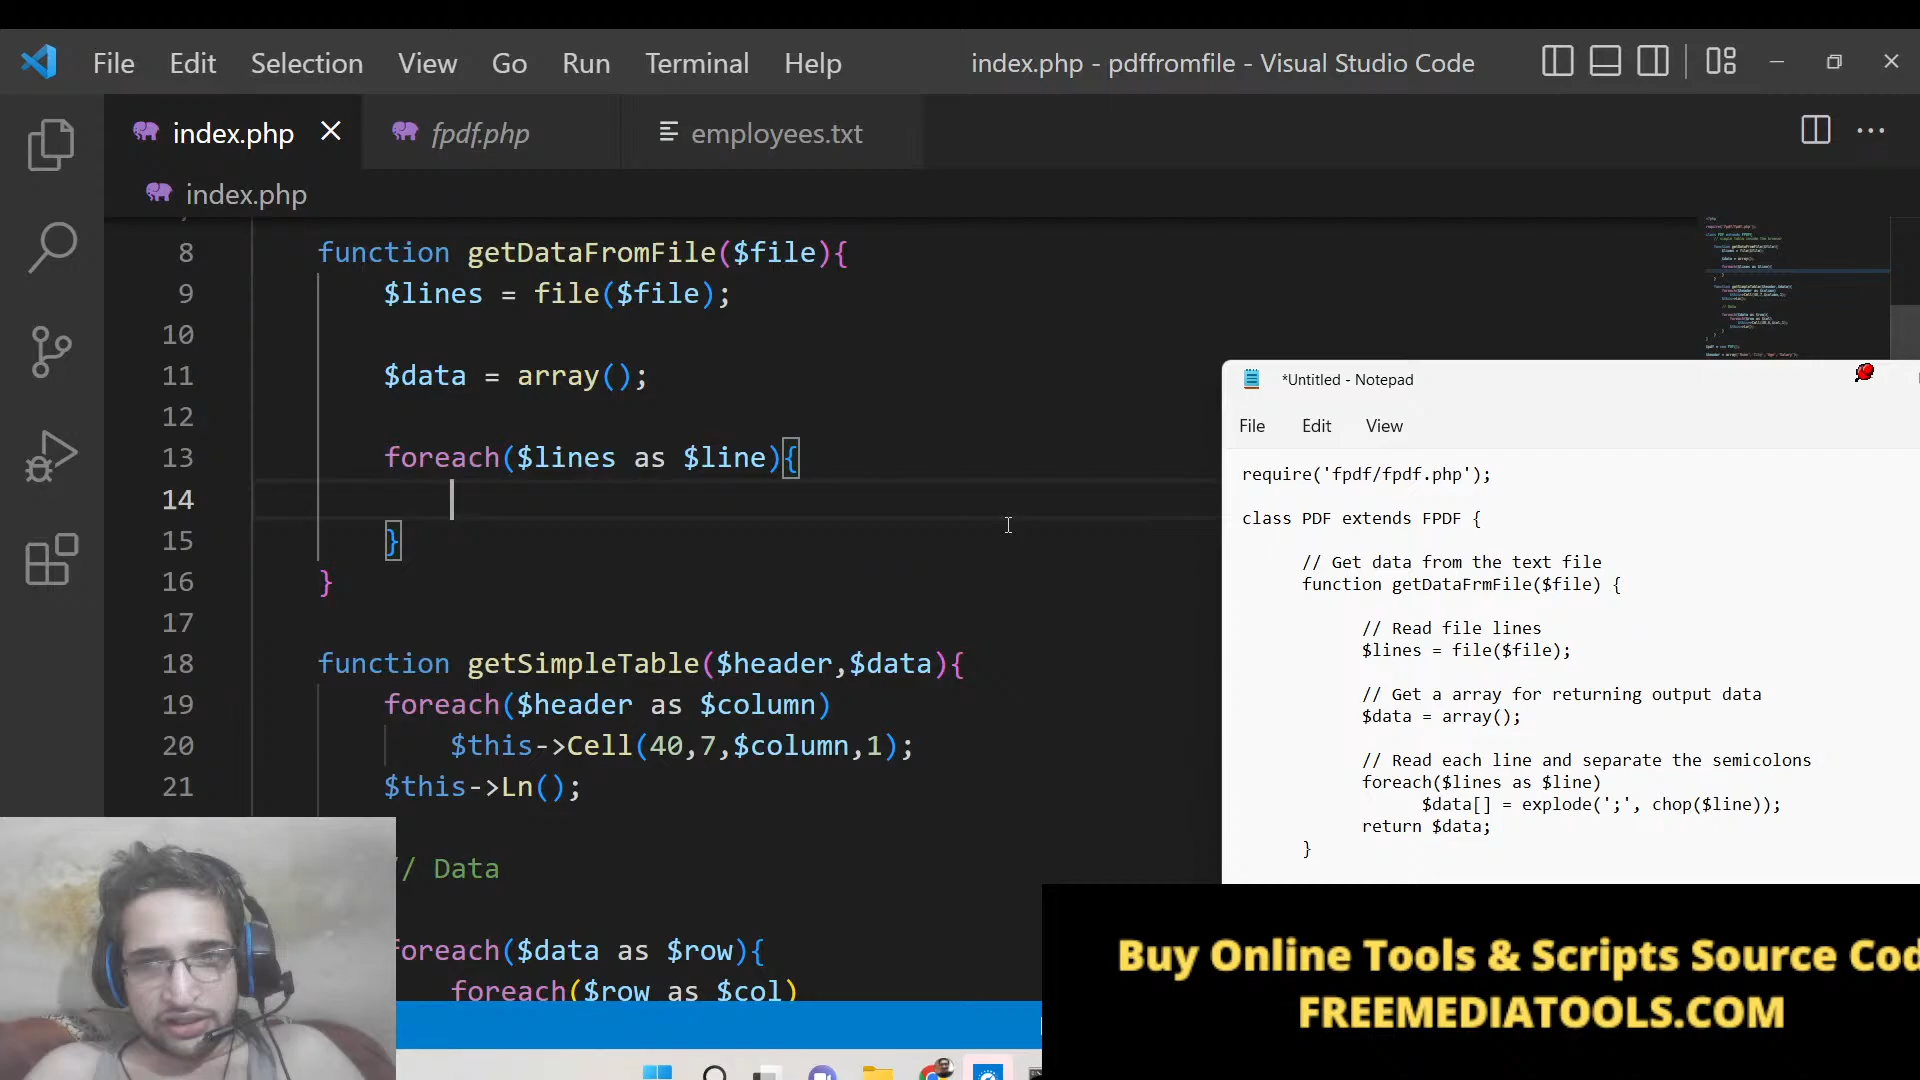 File Edit Selection View Go Run Terminal Help index.php - pdffromfile - Visual Studio Code
index.php fpdf.php employees.txt
index.php
8 function getDataFromFile($file){
9 $lines = file($file);
10
11 $data = array();
12
13 foreach($lines as $line){
14
15 }
16 }
17
18 function getSimpleTable($header,$data){
19 foreach($header as $column)
20 $this->Cell(40,7,$column,1);
21 $this->Ln();
/ Data
foreach($data as $row){
foreach($row as $col)
*Untitled - Notepad
File Edit View
require('fpdf/fpdf.php');
class PDF extends FPDF {
// Get data from the text file
function getDataFrmFile($file) {
// Read file lines
$lines = file($file);
// Get a array for returning output data
$data = array();
// Read each line and separate the semicolons
foreach($lines as $line)
$data[] = explode(';', chop($line));
return $data;
}
Buy Online Tools & Scripts Source Cod
FREEMEDIATOOLS.COM